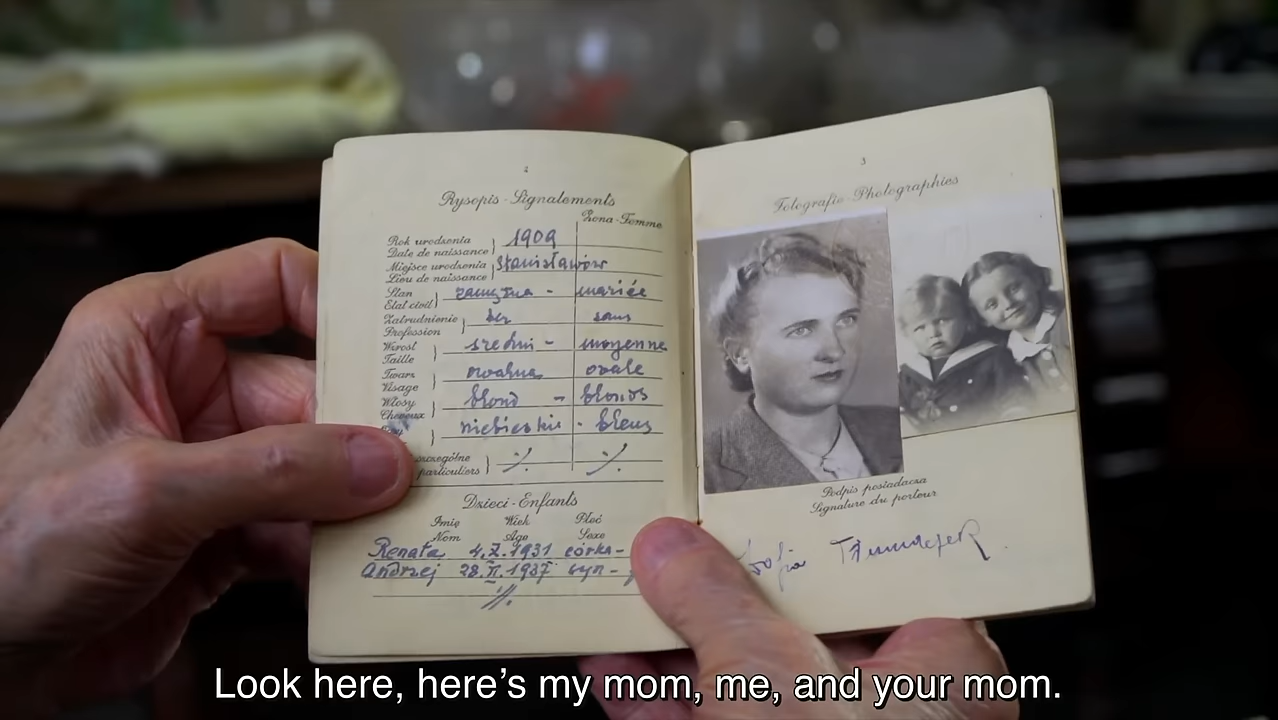 2
Rysopis - Signalements
Żona-Femme
Rok urodzenia
Date de naissance
1909
Miejsce urodzenia
Lieu de naissance
Stanisławów
Stan
Etat civil
zamężna - mariée
Zatrudnienie
Profession
bez sans
Wzrost
Taille
średni - moyenne
Twarz
Visage
owalna ovale
Włosy
Cheveux
blond - blonds
niebieskie - bleus
szczególne
particuliers
Dzieci - Enfants
Imię Wiek Płeć
Nom Age Sexe
Renata 4.X.1931 córka -
Andrzej 28.VI.1937 syn -
3
Fotografie - Photographies
Podpis posiadacza
Signature du porteur
Zofja
Look here, here's my mom, me, and your mom.